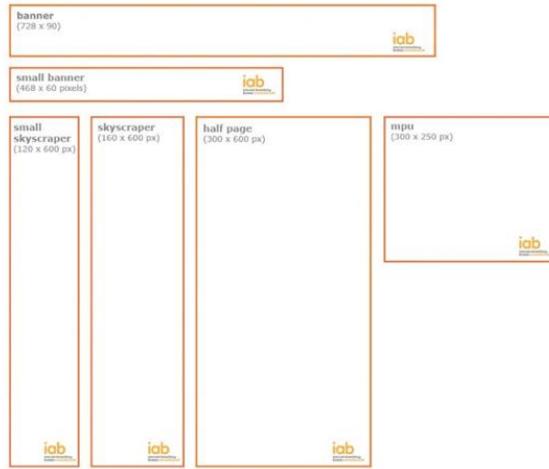 banner
(728 x 90)
iab
small banner
(468 x 60 pixels)
iab
small
skyscraper
(120 x 600 px)
iab
skyscraper
(160 x 600 px)
iab
half page
(300 x 600 px)
iab
mpu
(300 x 250 px)
iab